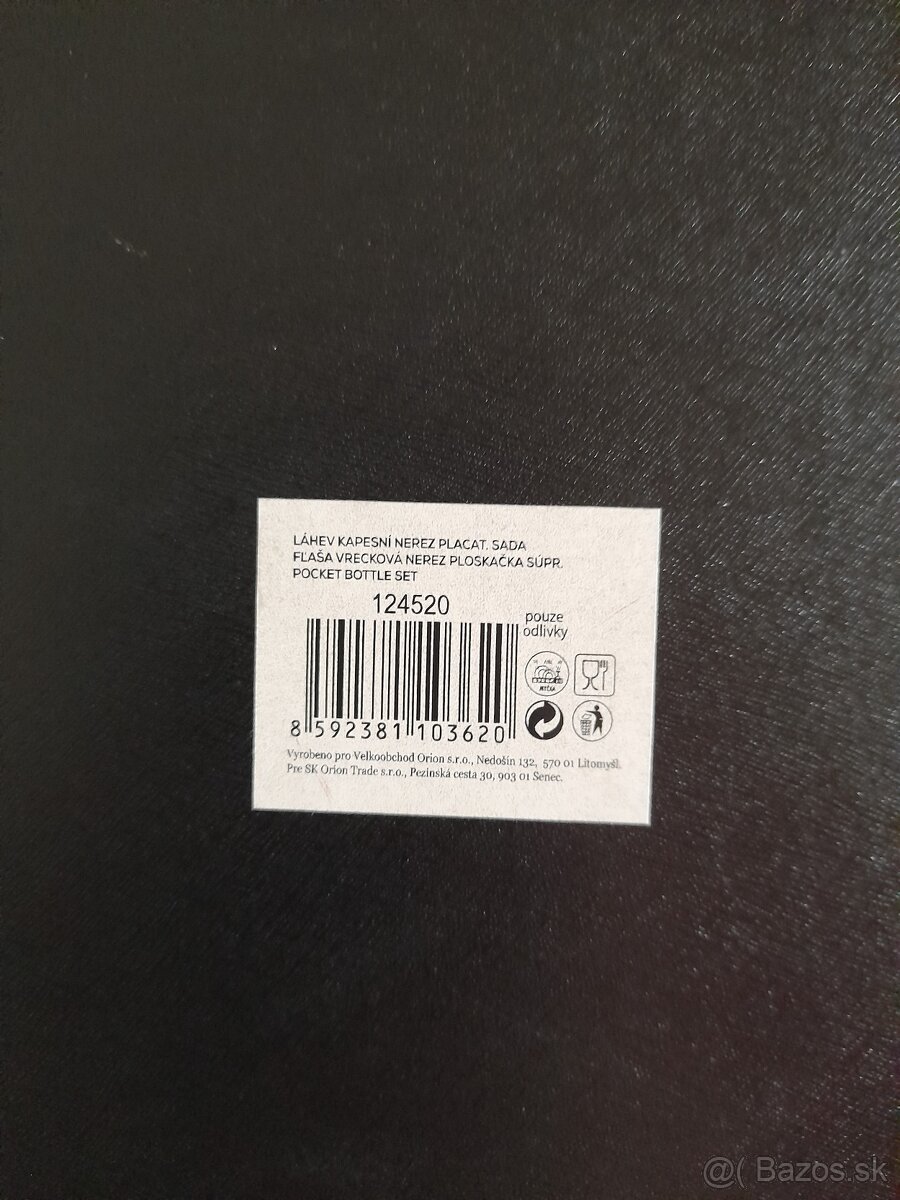 LÁHEV KAPESNÍ NEREZ PLACAT. SADA
FĽAŠA VRECKOVÁ NEREZ PLOSKAČKA SÚPR.
POCKET BOTTLE SET
124520
pouze
odlivky
MYČKA
8 592381 103620
Vyrobeno pro Velkoobchod Orion s.r.o., Nedošín 132, 570 01 Litomyšl.
Pre SK Orion Trade s.r.o., Pezinská cesta 30, 903 01 Senec.
@( Bazos.sk